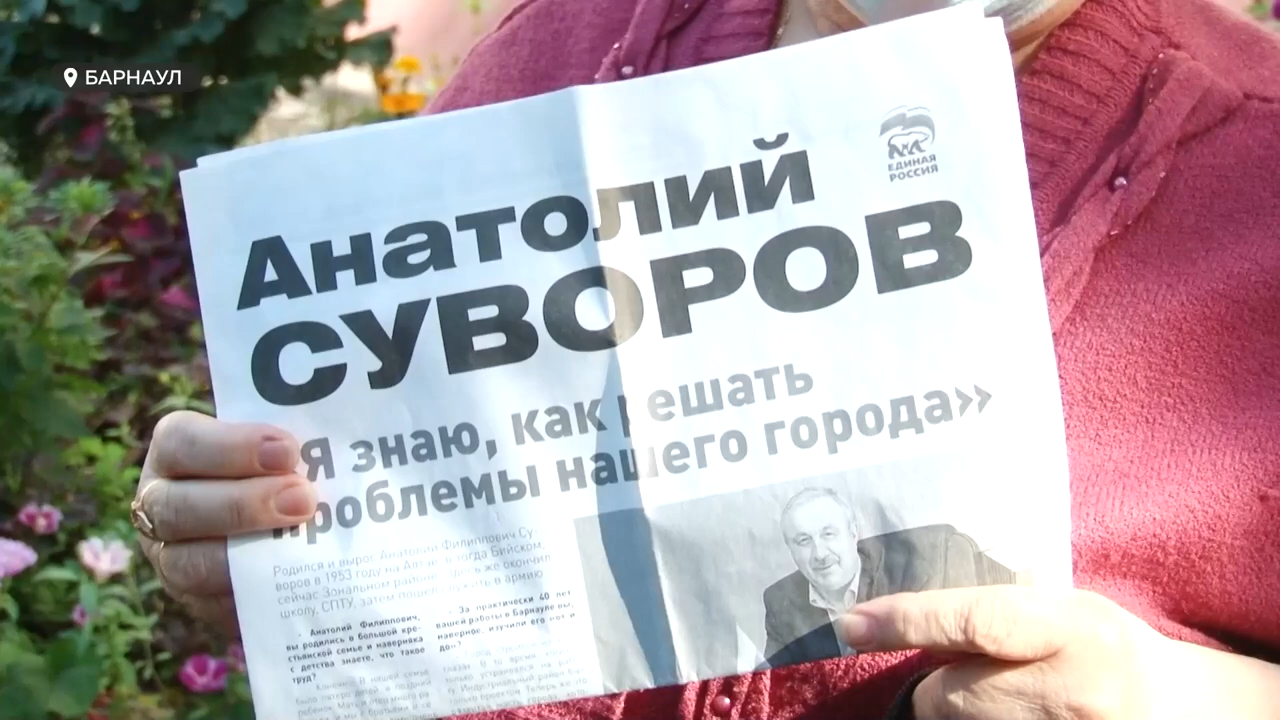 БАРНАУЛ
ЕДИНАЯ
РОССИЯ
Анатолий
СУВОРОВ
Я знаю, как решать
проблемы нашего города»
Родился и вырос Анатолий Филиппович Су-
воров в 1953 году на Алтае, тогда Бийском,
сейчас Зональном районе. же окончил
школу, СПТУ, затем пошел служить в армию
- Анатолий Филиппович,
вы родились в большой кре-
стьянской семье и наверняка
с детства знаете, что такое
труд?
- За практически 40 лет
вашей работы в Барнауле вы,
наверное, изучили его от и
до?